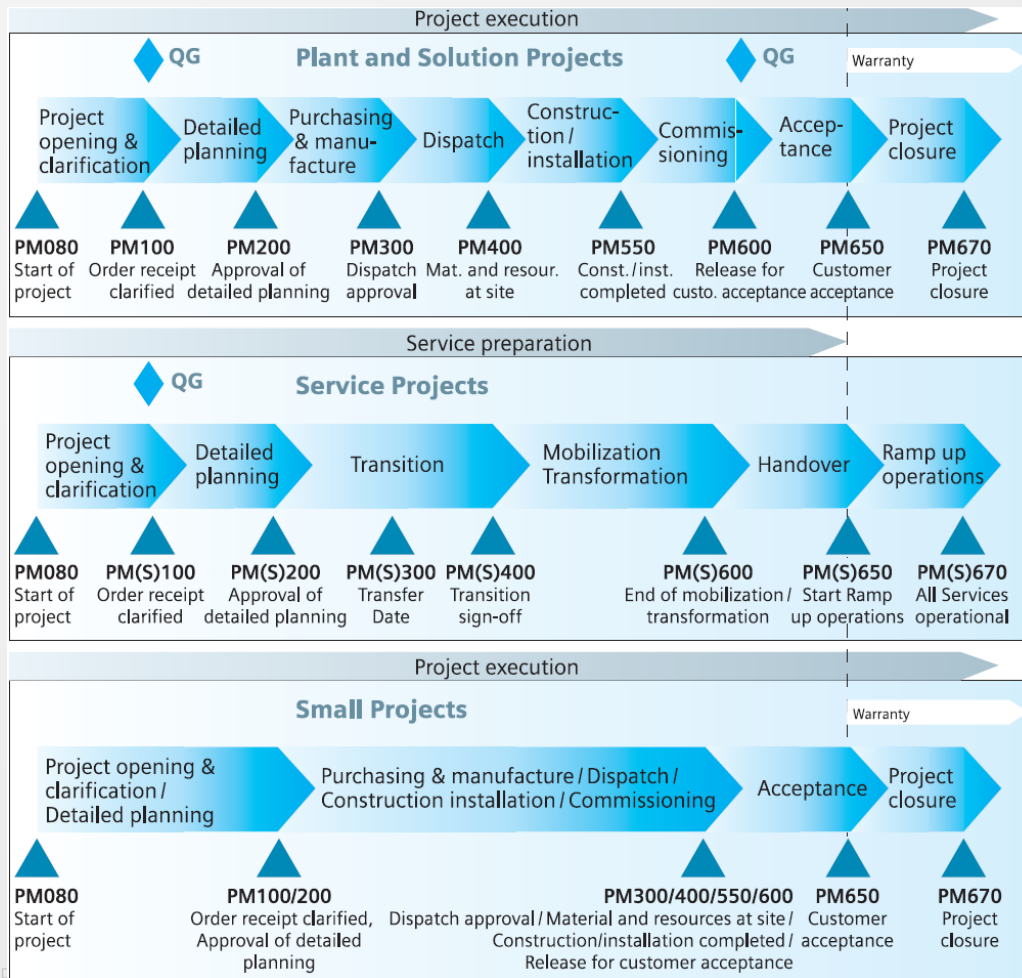 Project execution
Plant and Solution Projects
QG
QG
Warranty
Project
opening &
clarification
Detailed
planning
Purchasing
& manu-
facture
Dispatch
Construc-
tion /
installation
Commis-
sioning
Accep-
tance
Project
closure
PM080
Start of
project
PM100
Order receipt
clarified
PM200
Approval of
detailed planning
PM300
Dispatch
approval
PM400
Mat. and resour.
at site
PM550
Const./inst.
completed
PM600
Release for
custo. acceptance
PM650
Customer
acceptance
PM670
Project
closure
Service preparation
QG
Service Projects
Project
opening &
clarification
Detailed
planning
Transition
Mobilization
Transformation
Handover
Ramp up
operations
PM080
Start of
project
PM(S)100
Order receipt
clarified
PM(S)200
Approval of
detailed planning
PM(S)300
Transfer
Date
PM(S)400
Transition
sign-off
PM(S)600
End of mobilization /
transformation
PM(S)650
Start Ramp
up operations
PM(S)670
All Services
operational
Project execution
Small Projects
Warranty
Project opening &
clarification /
Detailed planning
Purchasing & manufacture / Dispatch /
Construction installation / Commissioning
Acceptance
Project
closure
PM080
Start of
project
PM100/200
Order receipt clarified,
Approval of detailed
planning
PM300/400/550/600
Dispatch approval / Material and resources at site /
Construction/installation completed /
Release for customer acceptance
PM650
Customer
acceptance
PM670
Project
closure